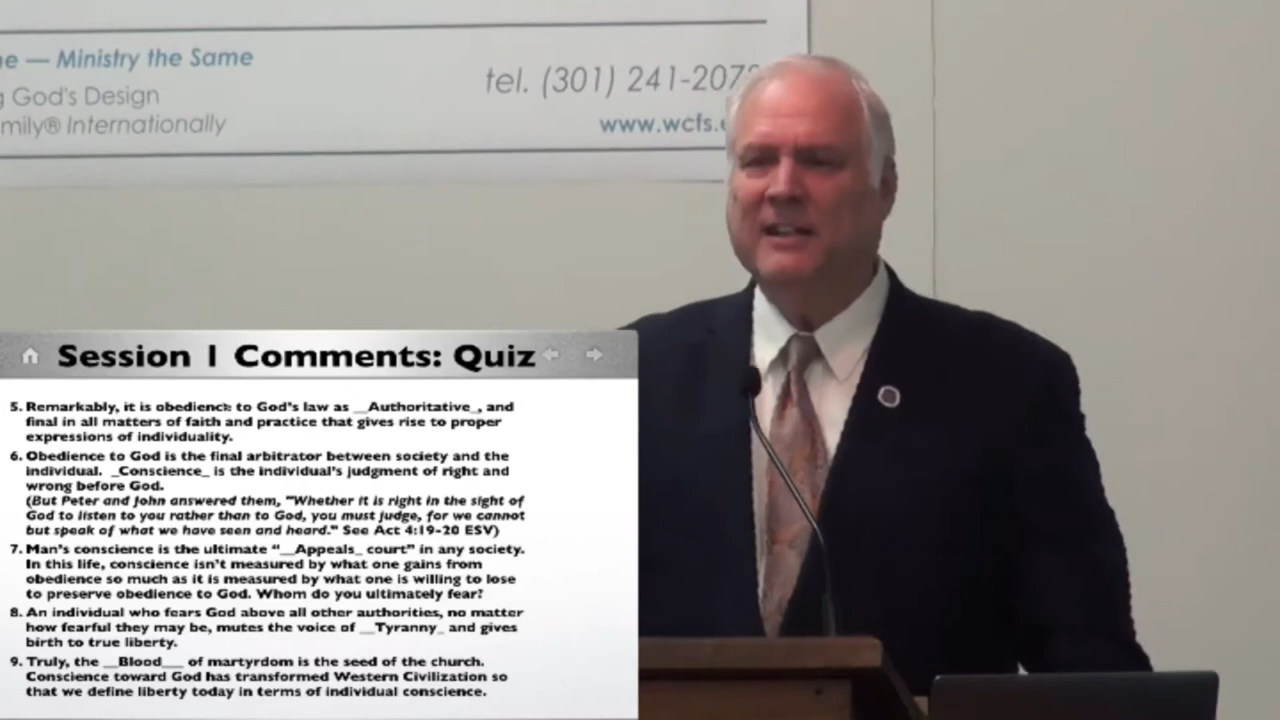 e — Ministry the Same
g God's Design
mily® Internationally
tel. (301) 241-207
www.wcfs.e
Session 1 Comments: Quiz
5. Remarkably, it is obedience to God's law as __Authoritative_, and
final in all matters of faith and practice that gives rise to proper
expressions of individuality.
6. Obedience to God is the final arbitrator between society and the
individual. _Conscience_ is the individual's judgment of right and
wrong before God.
(But Peter and John answered them, "Whether it is right in the sight of
God to listen to you rather than to God, you must judge, for we cannot
but speak of what we have seen and heard." See Act 4:19-20 ESV)
7. Man's conscience is the ultimate "__Appeals_ court" in any society.
In this life, conscience isn't measured by what one gains from
obedience so much as it is measured by what one is willing to lose
to preserve obedience to God. Whom do you ultimately fear?
8. An individual who fears God above all other authorities, no matter
how fearful they may be, mutes the voice of __Tyranny_ and gives
birth to true liberty.
9. Truly, the __Blood___ of martyrdom is the seed of the church.
Conscience toward God has transformed Western Civilization so
that we define liberty today in terms of individual conscience.